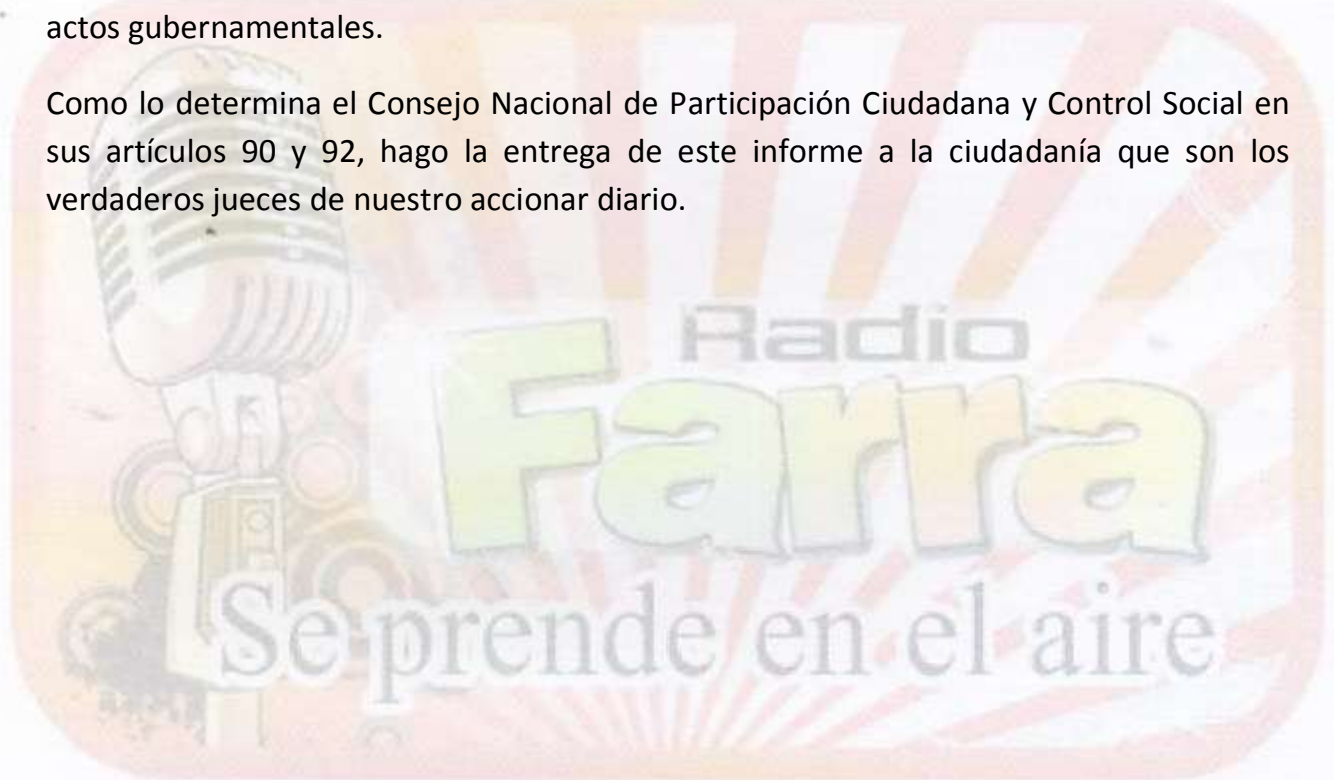 actos gubernamentales.
Como lo determina el Consejo Nacional de Participación Ciudadana y Control Social en
sus artículos 90 y 92, hago la entrega de este informe a la ciudadanía que son los
verdaderos jueces de nuestro accionar diario.
Radio
Farra
Se prende en el aire